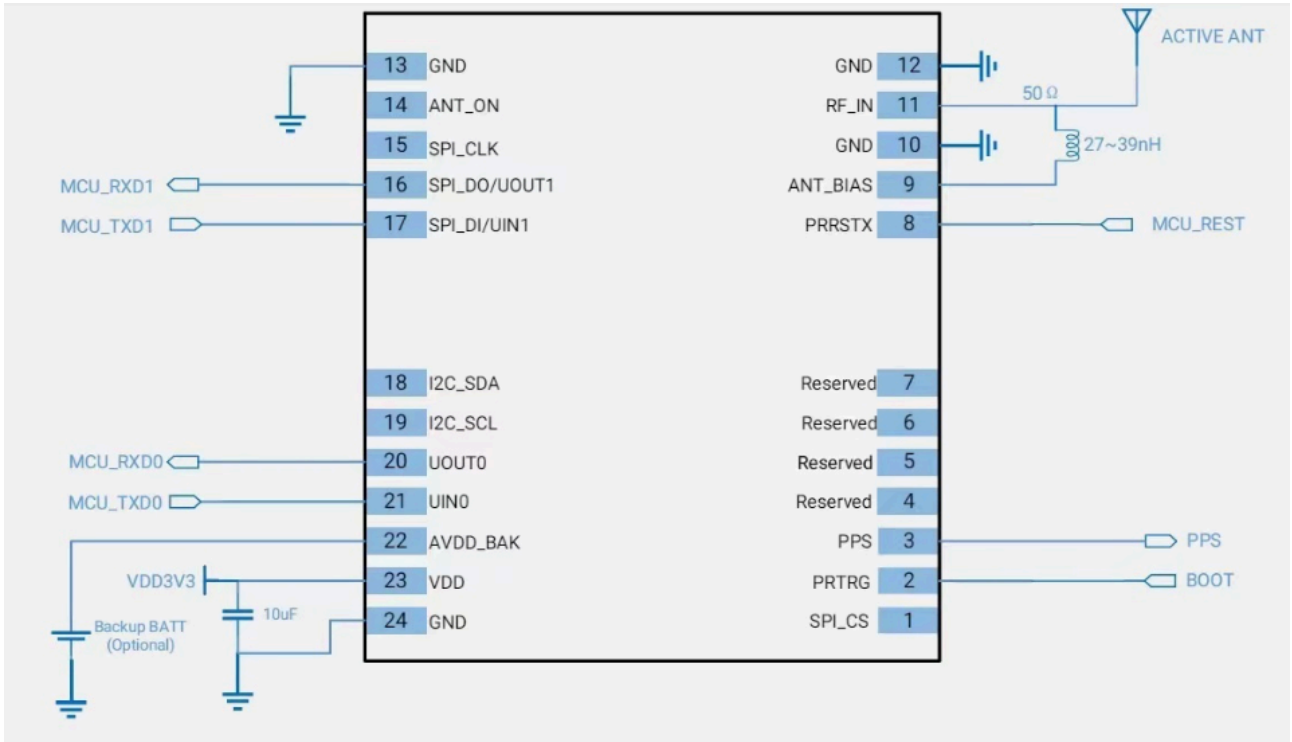 ACTIVE ANT
13 GND
GND 12
14 ANT_ON
50 Ω
RF_IN 11
15 SPI_CLK
GND 10
27~39nH
MCU_RXD1
16 SPI_DO/UOUT1
ANT_BIAS 9
MCU_TXD1
17 SPI_DI/UIN1
PRRSTX 8
MCU_REST
18 I2C_SDA
Reserved 7
19 I2C_SCL
Reserved 6
MCU_RXD0
20 UOUT0
Reserved 5
MCU_TXD0
21 UIN0
Reserved 4
22 AVDD_BAK
PPS 3
PPS
VDD3V3
23 VDD
PRTRG 2
BOOT
10uF
24 GND
SPI_CS 1
Backup BATT
(Optional)